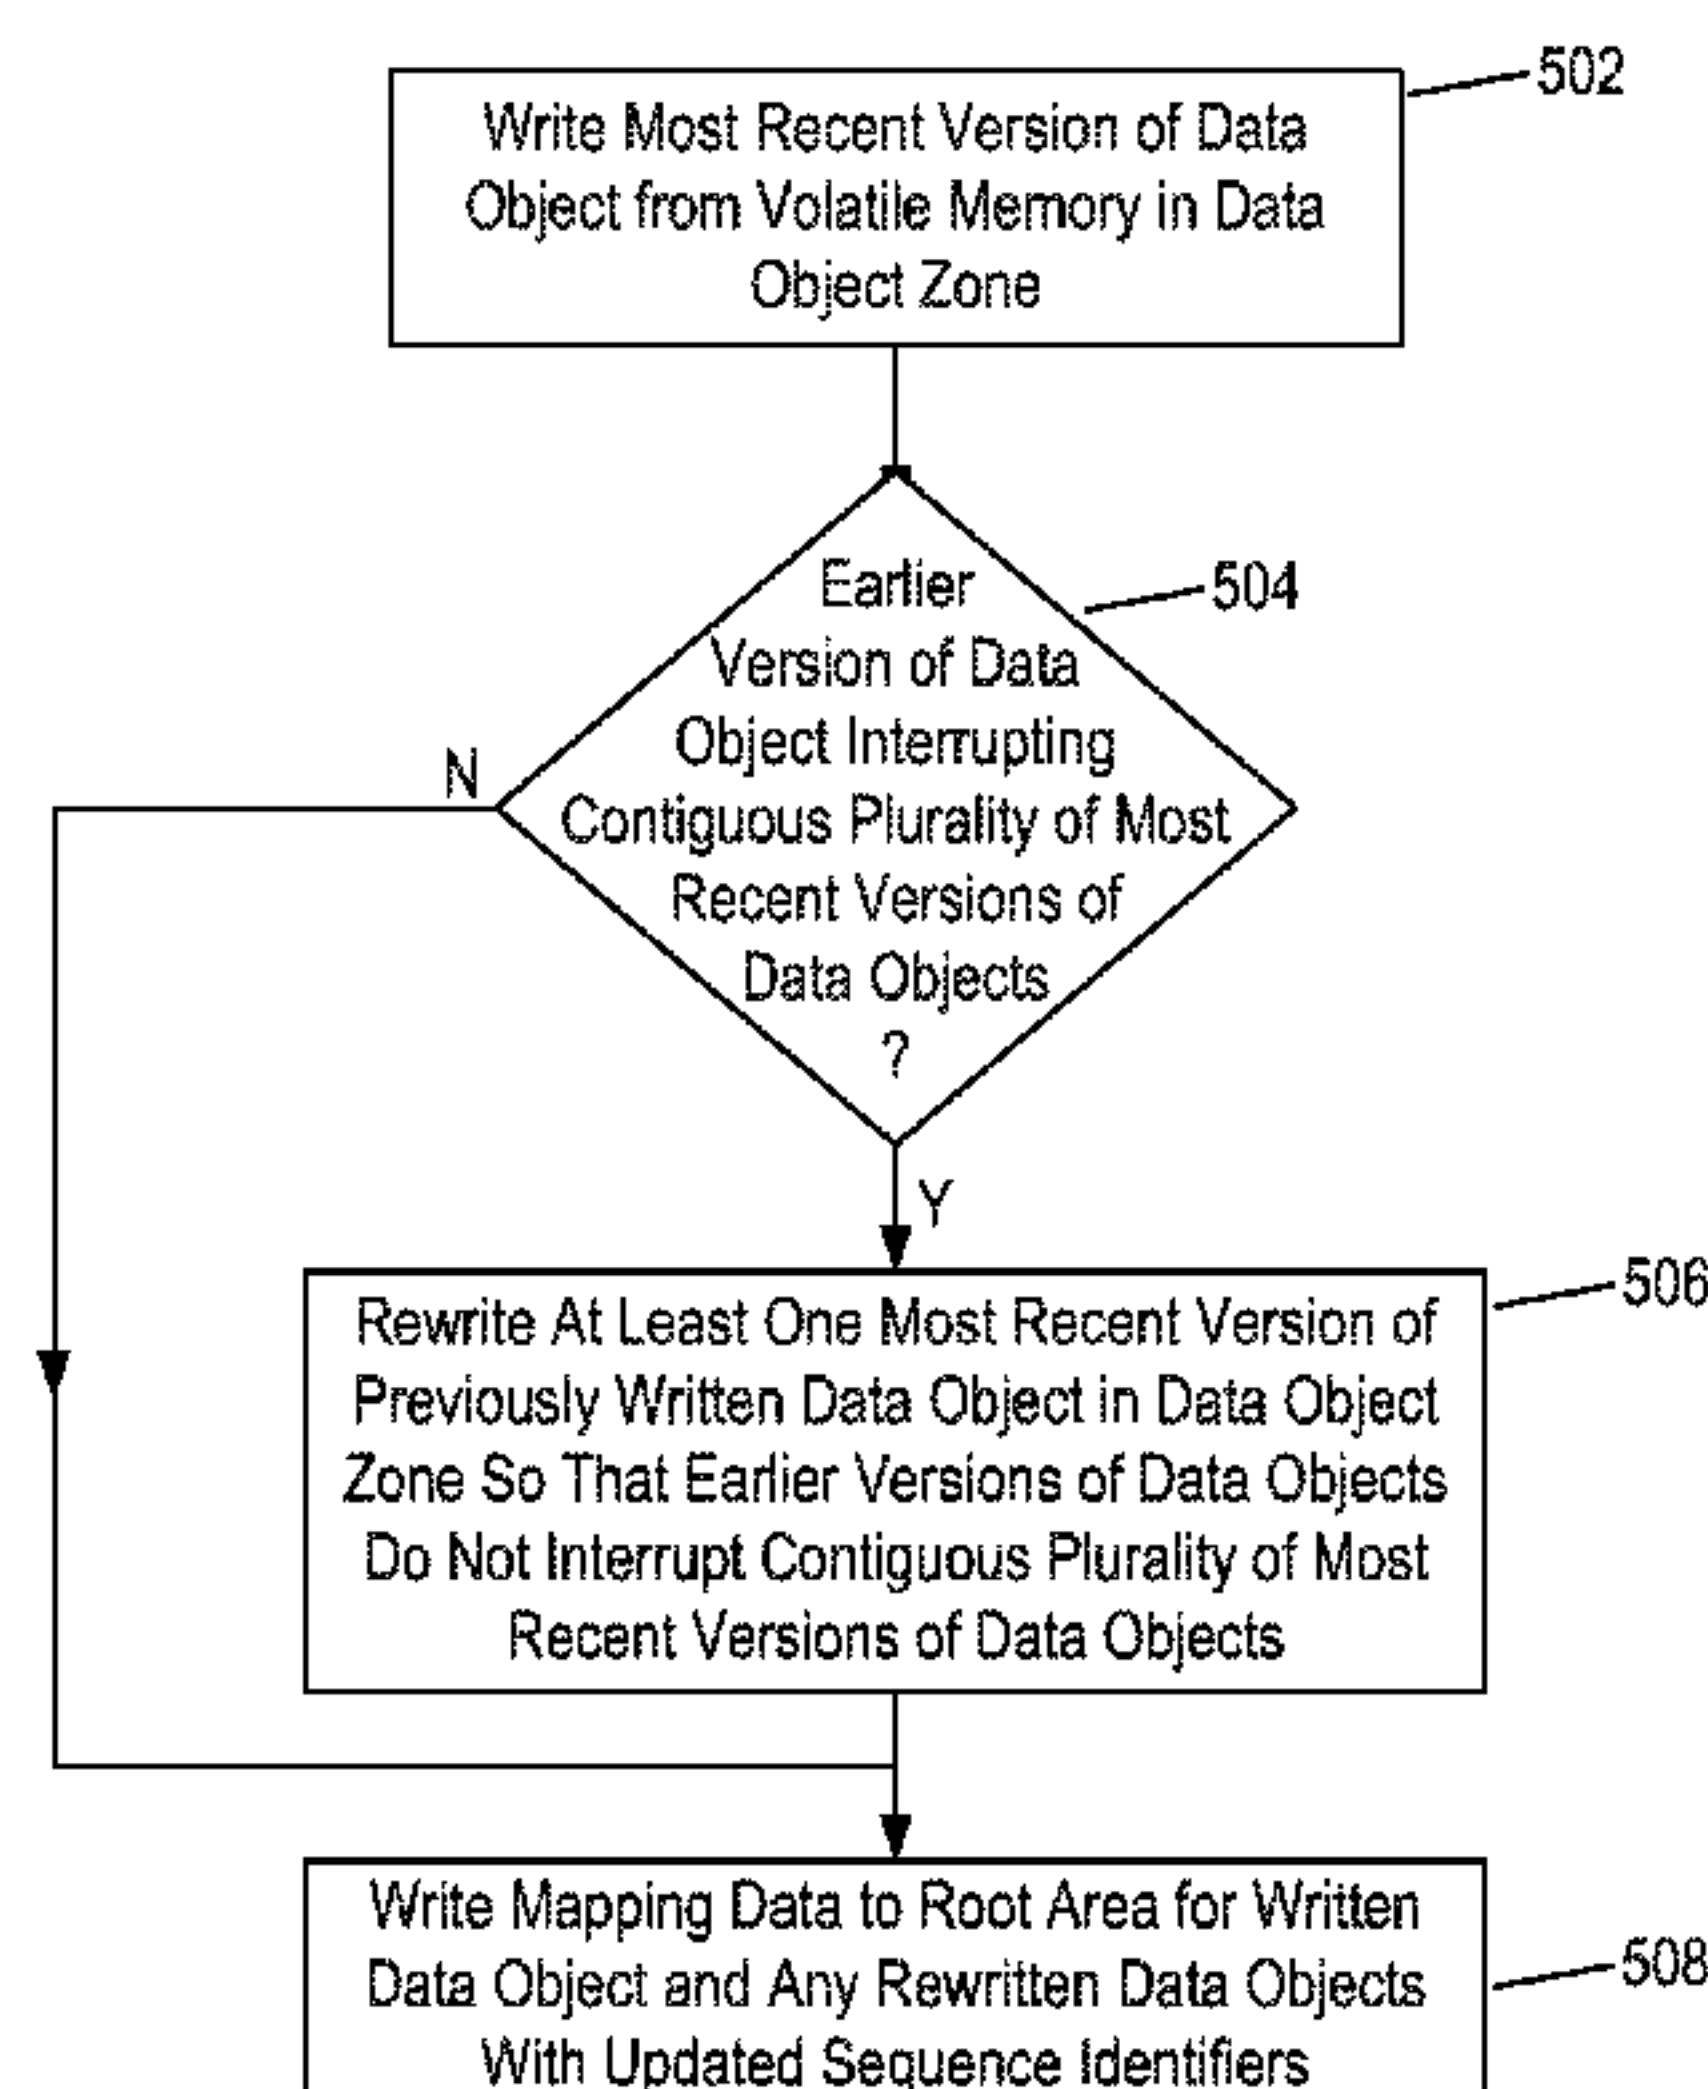 502
Write Most Recent Version of Data
Object from Volatile Memory in Data
Object Zone
504
Earlier
Version of Data
Object Interrupting
Contiguous Plurality of Most
Recent Versions of
Data Objects
?
N
Y
506
Rewrite At Least One Most Recent Version of
Previously Written Data Object in Data Object
Zone So That Earlier Versions of Data Objects
Do Not Interrupt Contiguous Plurality of Most
Recent Versions of Data Objects
508
Write Mapping Data to Root Area for Written
Data Object and Any Rewritten Data Objects
With Updated Sequence Identifiers